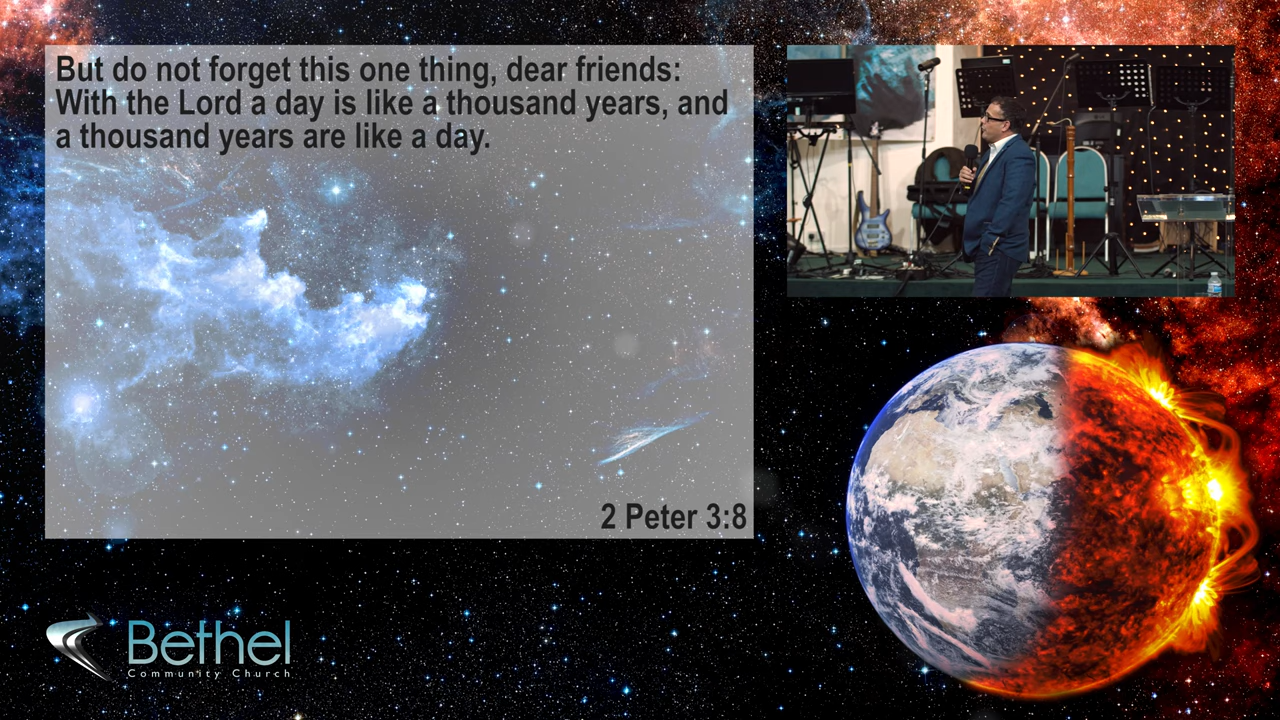 But do not forget this one thing, dear friends:
With the Lord a day is like a thousand years, and
a thousand years are like a day.
2 Peter 3:8
Bethel
Community Church